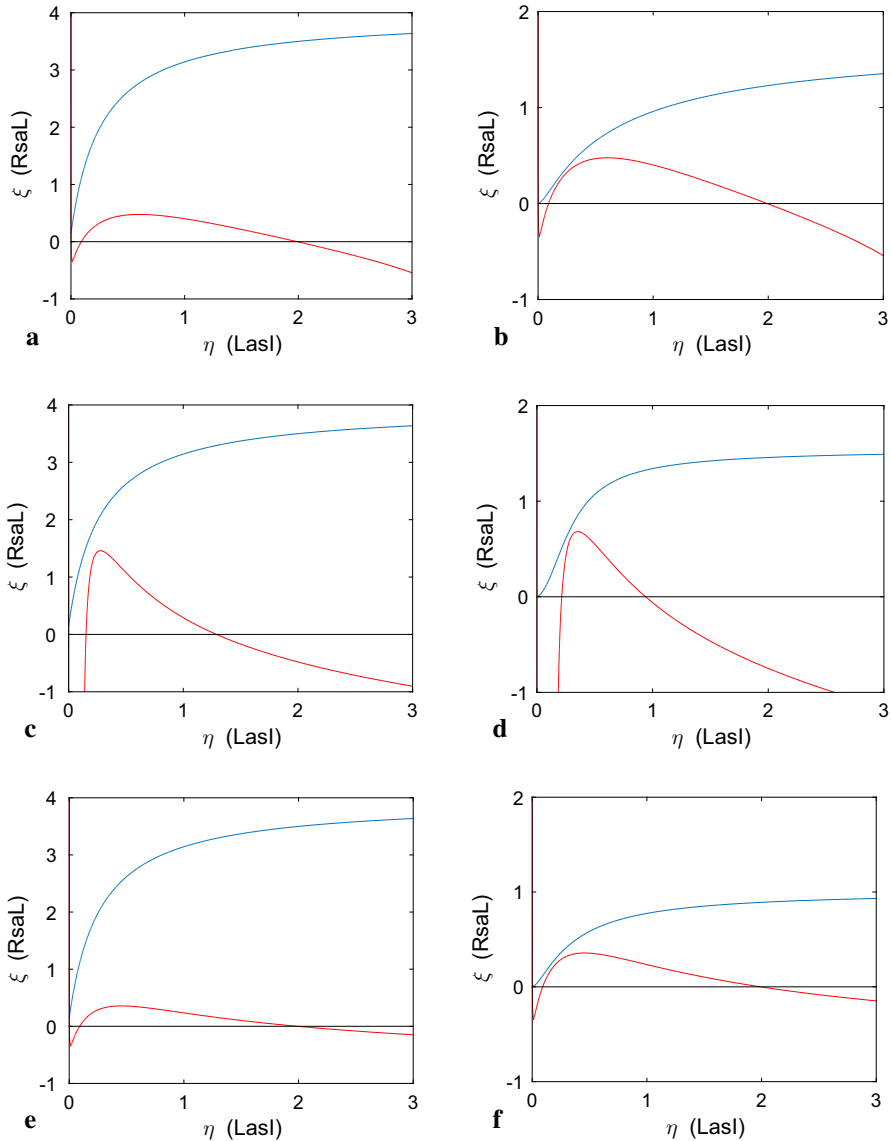 4
3
2
1
0
-1
ξ (RsaL)
0 1 2 3
η (LasI)
a
2
1
0
-1
ξ (RsaL)
0 1 2 3
η (LasI)
b
4
3
2
1
0
-1
ξ (RsaL)
0 1 2 3
η (LasI)
c
2
1
0
-1
ξ (RsaL)
0 1 2 3
η (LasI)
d
4
3
2
1
0
-1
ξ (RsaL)
0 1 2 3
η (LasI)
e
2
1
0
-1
ξ (RsaL)
0 1 2 3
η (LasI)
f